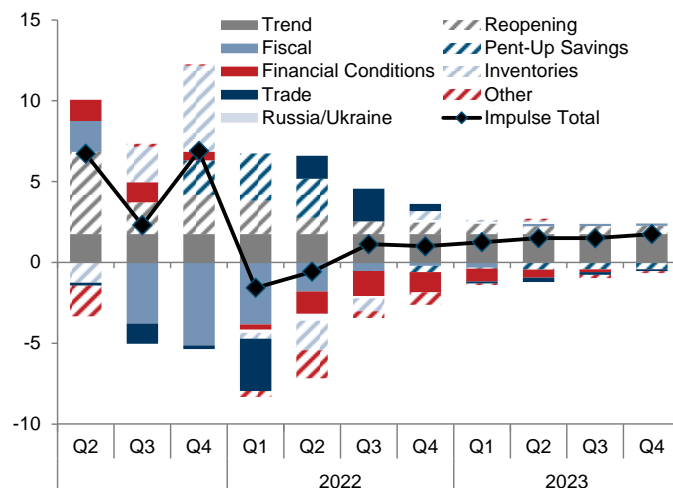 15
10
5
0
-5
-10
Trend
Reopening
Fiscal
Pent-Up Savings
Financial Conditions
Inventories
Trade
Other
Russia/Ukraine
Impulse Total
Q2 Q3 Q4 Q1 Q2 Q3 Q4 Q1 Q2 Q3 Q4
2022 2023